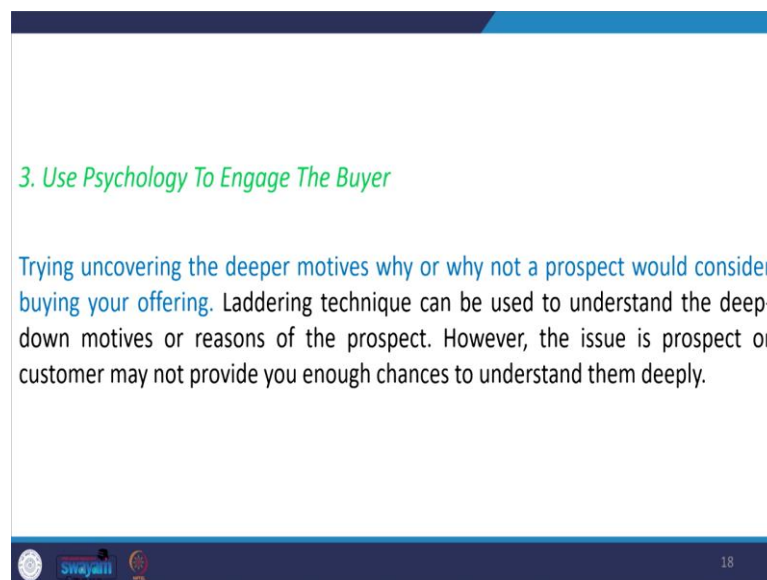 3. Use Psychology To Engage The Buyer
Trying uncovering the deeper motives why or why not a prospect would consider
buying your offering. Laddering technique can be used to understand the deep-
down motives or reasons of the prospect. However, the issue is prospect or
customer may not provide you enough chances to understand them deeply.
swayam
18